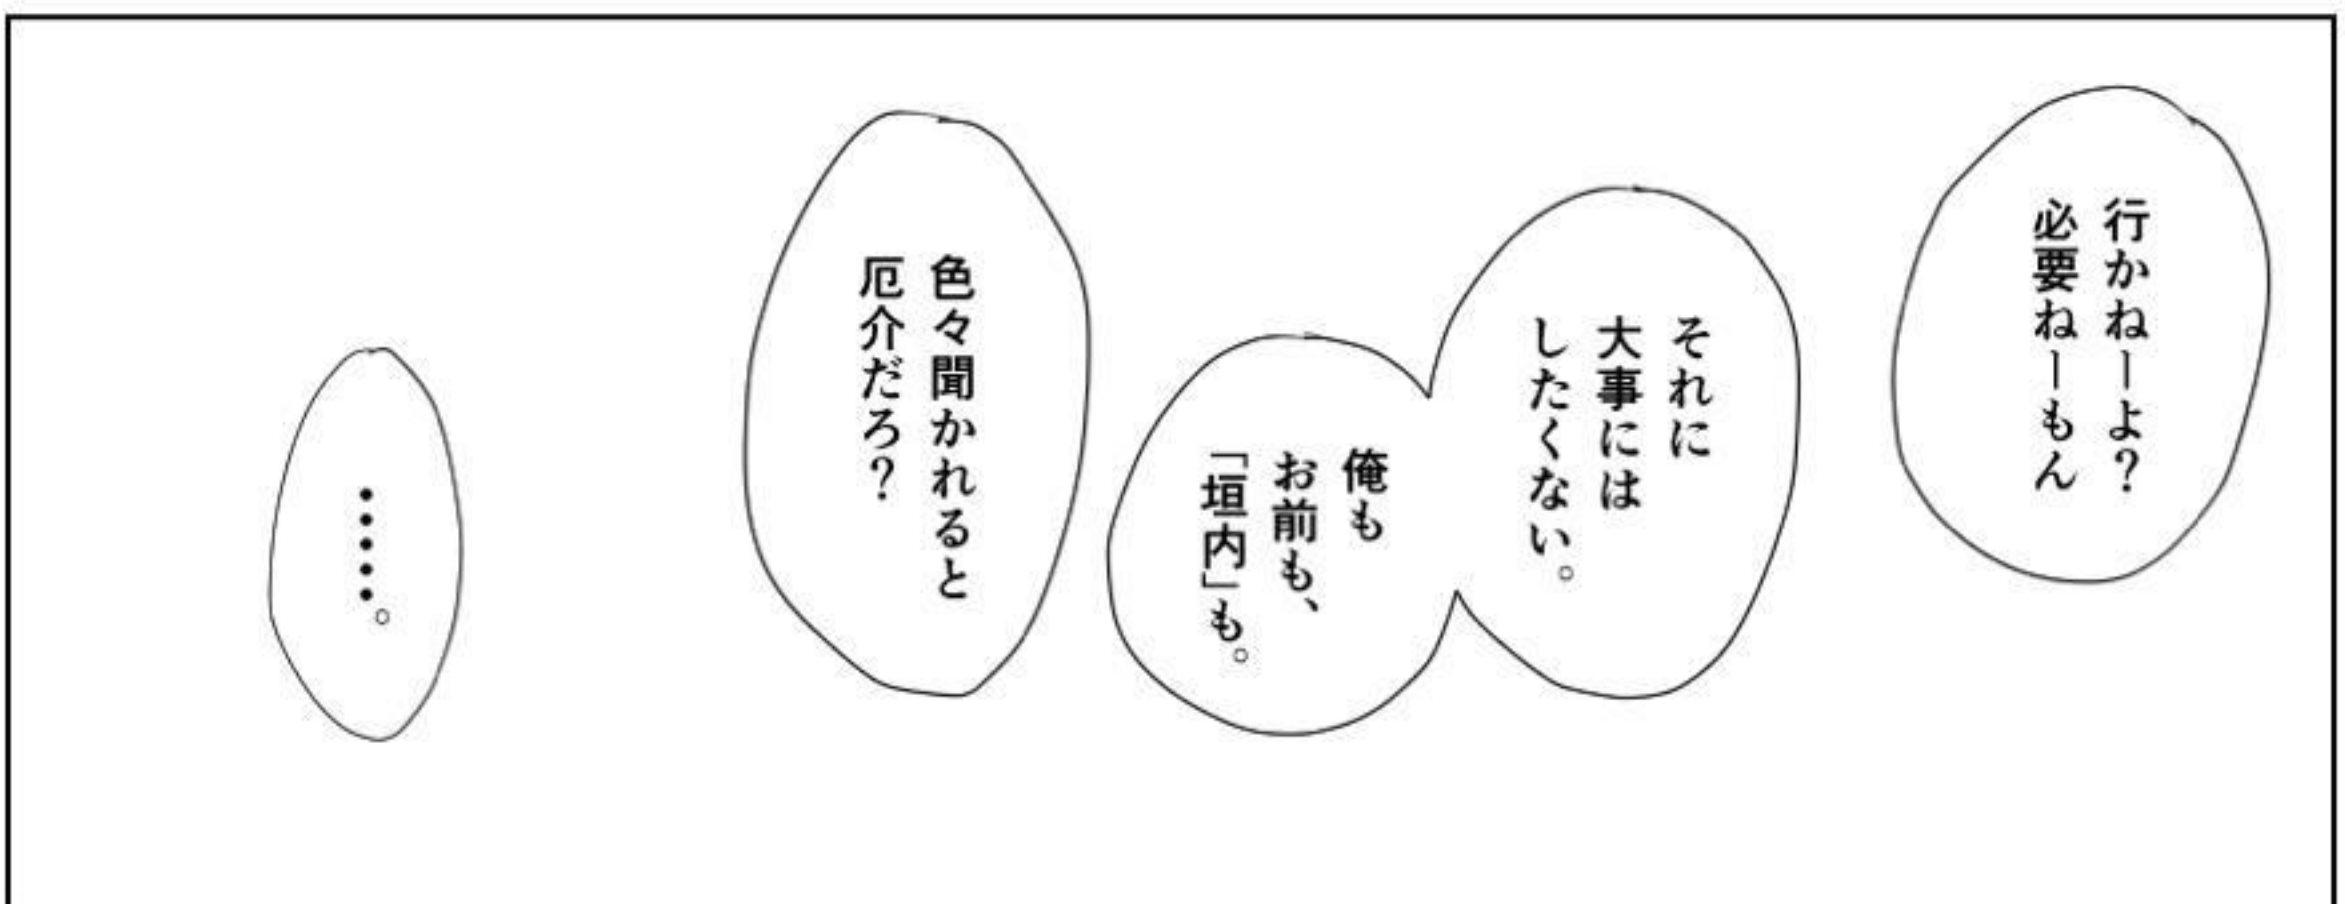 行かねーよ？
必要ねーもん
それに
大事には
したくない。
俺も
お前も、
「垣内」も。
色々聞かれると
厄介だろ？
・・・・・。